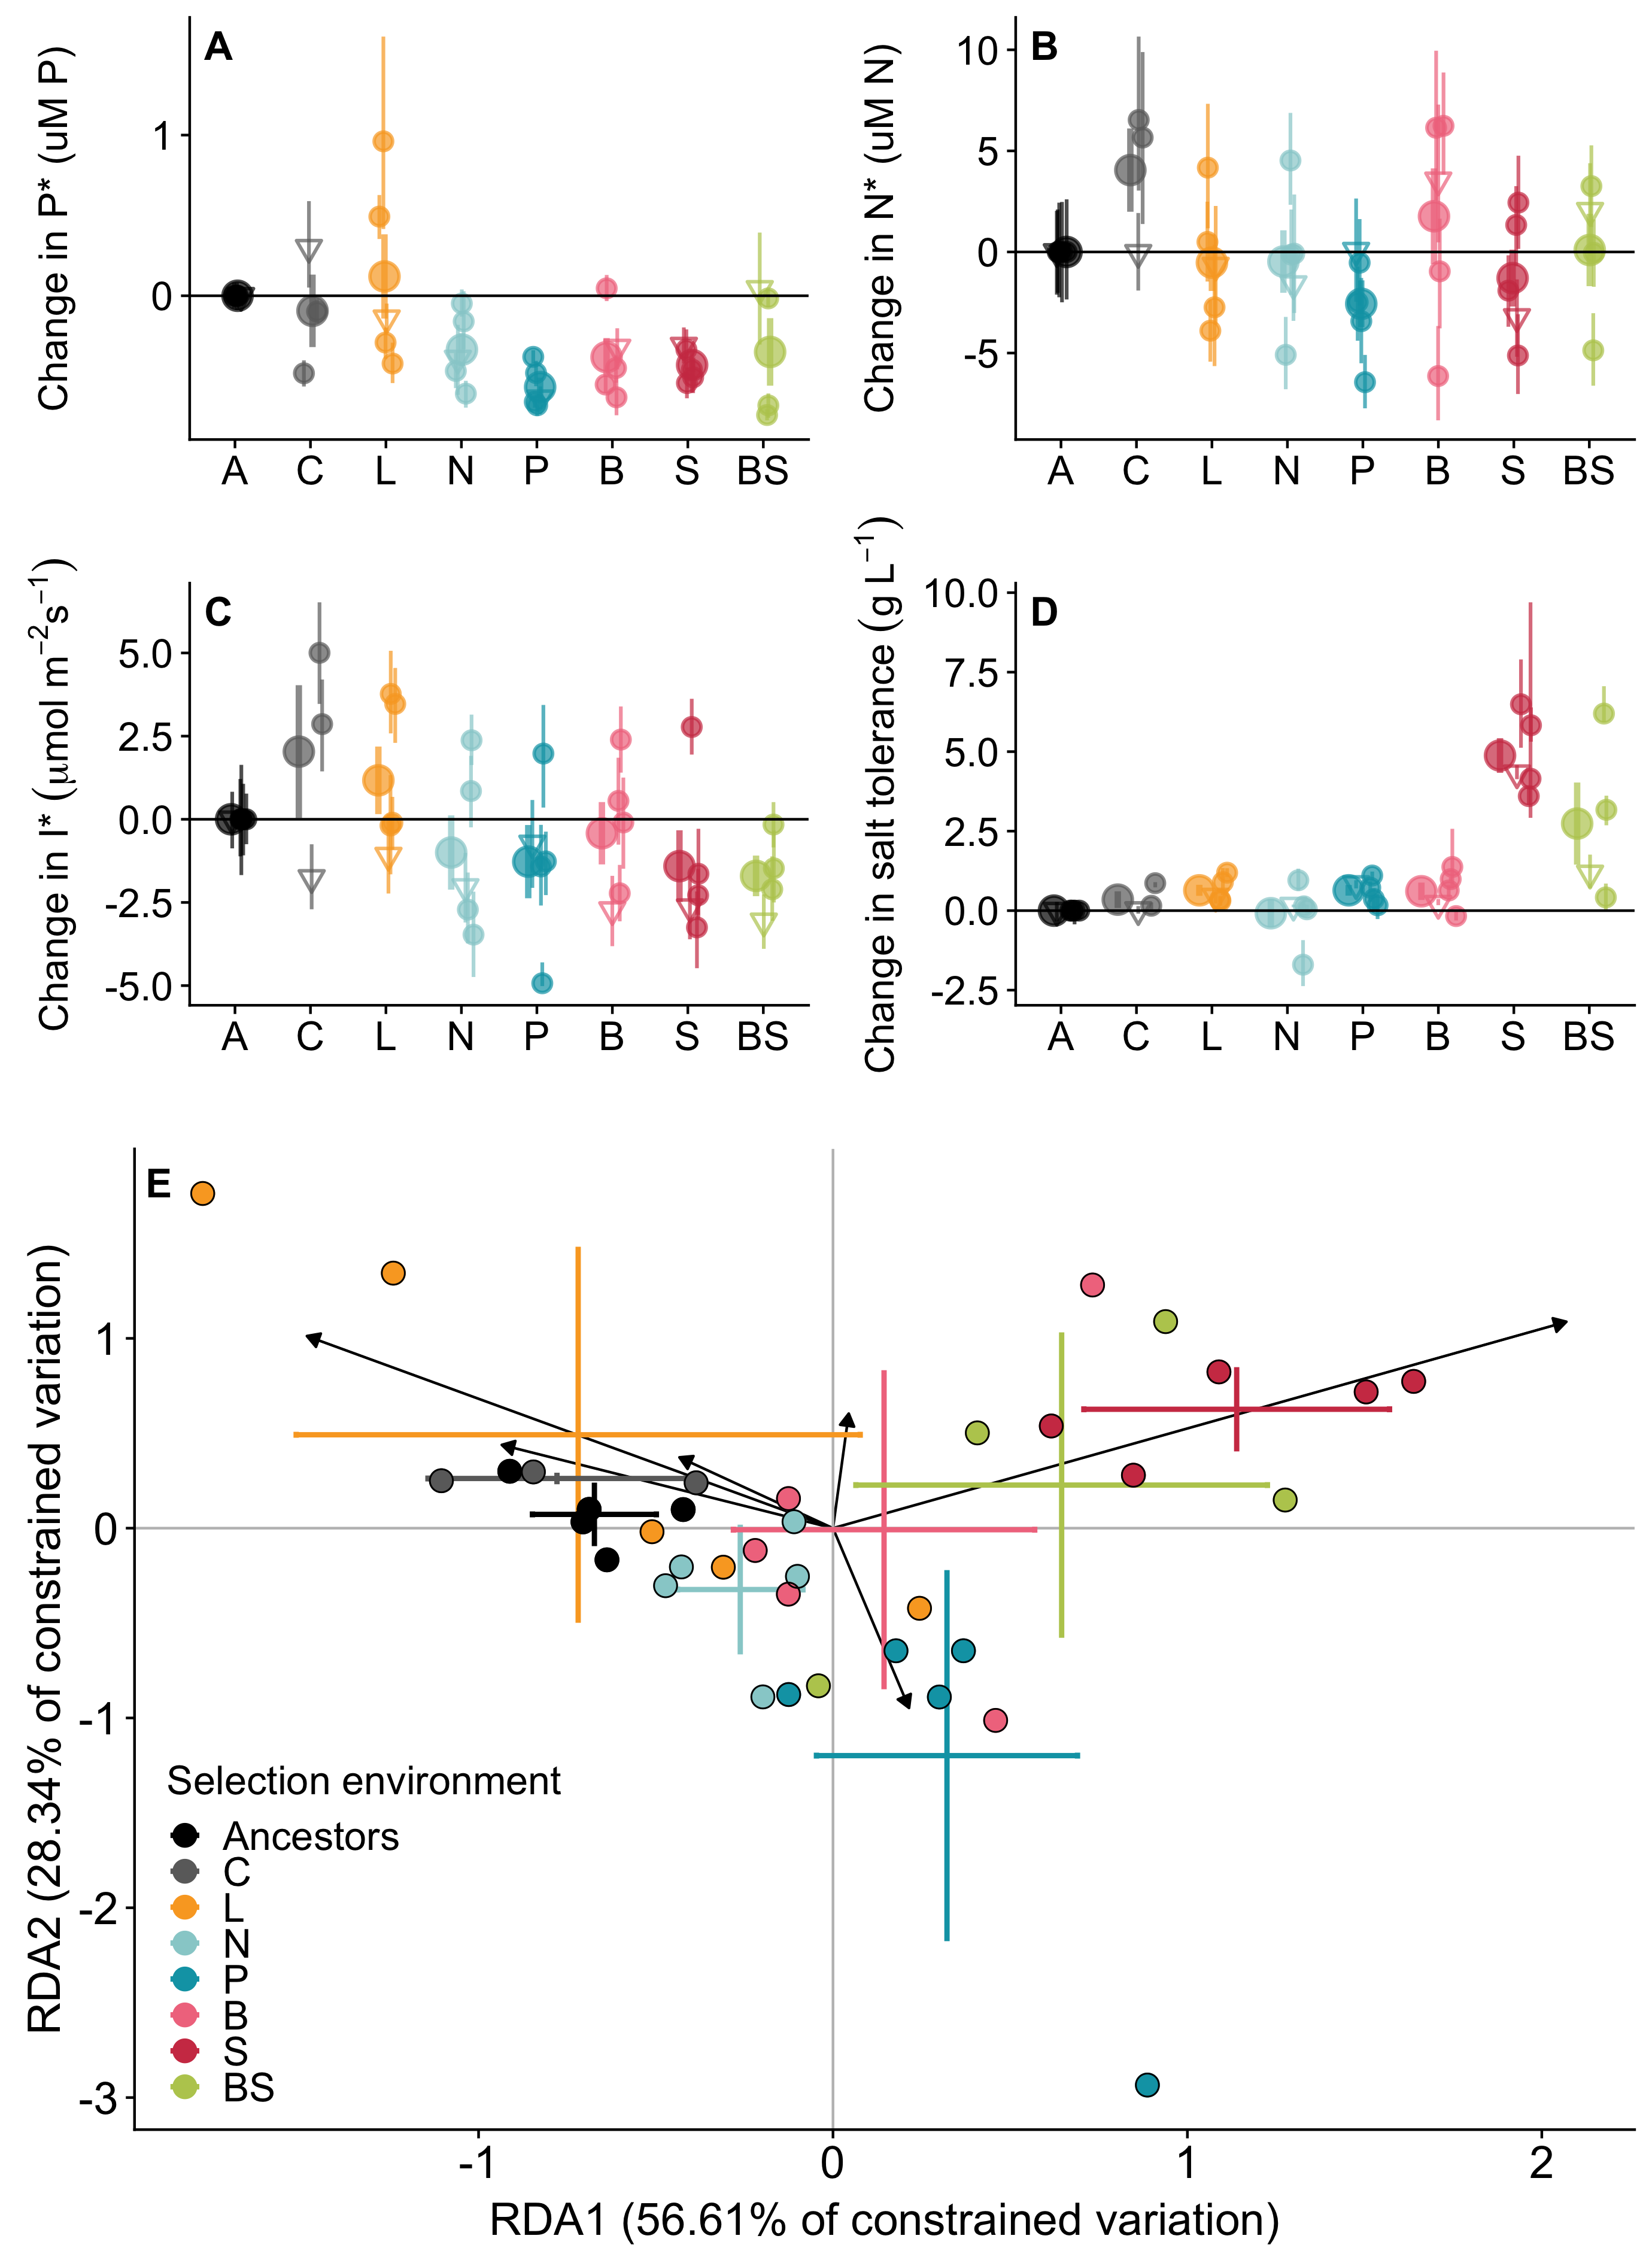 A
Change in P* (uM P)
1
0
A C L N P B S BS
B
Change in N* (uM N)
10
5
0
-5
A C L N P B S BS
C
Change in I* ((μmol m−2s−1)
5.0
2.5
0.0
-2.5
-5.0
A C L N P B S BS
D
Change in salt tolerance (g L−1)
10.0
7.5
5.0
2.5
0.0
-2.5
A C L N P B S BS
E
RDA2 (28.34% of constrained variation)
1
0
-1
-2
-3
Selection environment
Ancestors
C
L
N
P
B
S
BS
-1 0 1 2
RDA1 (56.61% of constrained variation)